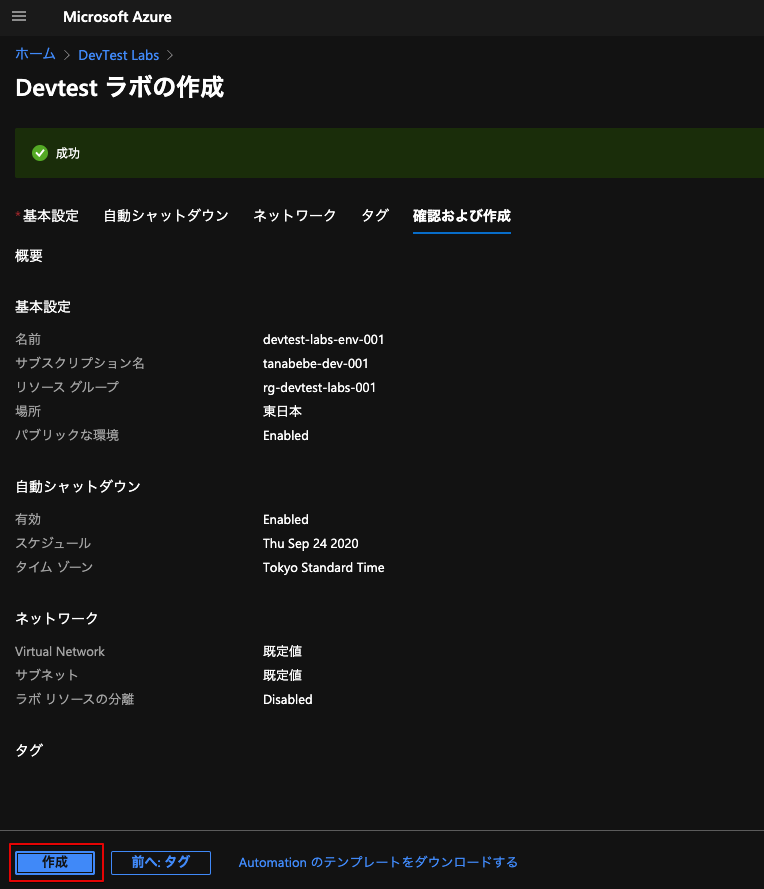 Microsoft Azure
ホーム > DevTest Labs >
Devtest ラボの作成
成功
*基本設定 自動シャットダウン ネットワーク タグ 確認および作成
概要
基本設定
名前 devtest-labs-env-001
サブスクリプション名 tanabebe-dev-001
リソース グループ rg-devtest-labs-001
場所 東日本
パブリックな環境 Enabled
自動シャットダウン
有効 Enabled
スケジュール Thu Sep 24 2020
タイム ゾーン Tokyo Standard Time
ネットワーク
Virtual Network 既定値
サブネット 既定値
ラボ リソースの分離 Disabled
タグ
作成 前へ: タグ Automation のテンプレートをダウンロードする